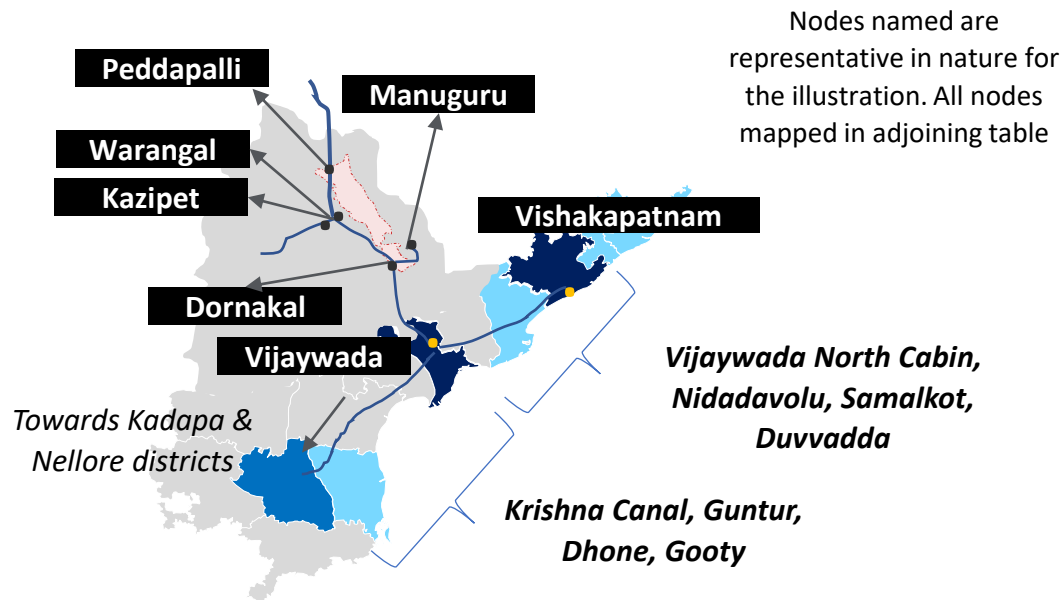 Nodes named are
representative in nature for
the illustration. All nodes
mapped in adjoining table
Peddapalli
Manuguru
Warangal
Kazipet
Vishakapatnam
Dornakal
Vijaywada
Vijaywada North Cabin,
Nidadavolu, Samalkot,
Duvvadda
Towards Kadapa &
Nellore districts
Krishna Canal, Guntur,
Dhone, Gooty